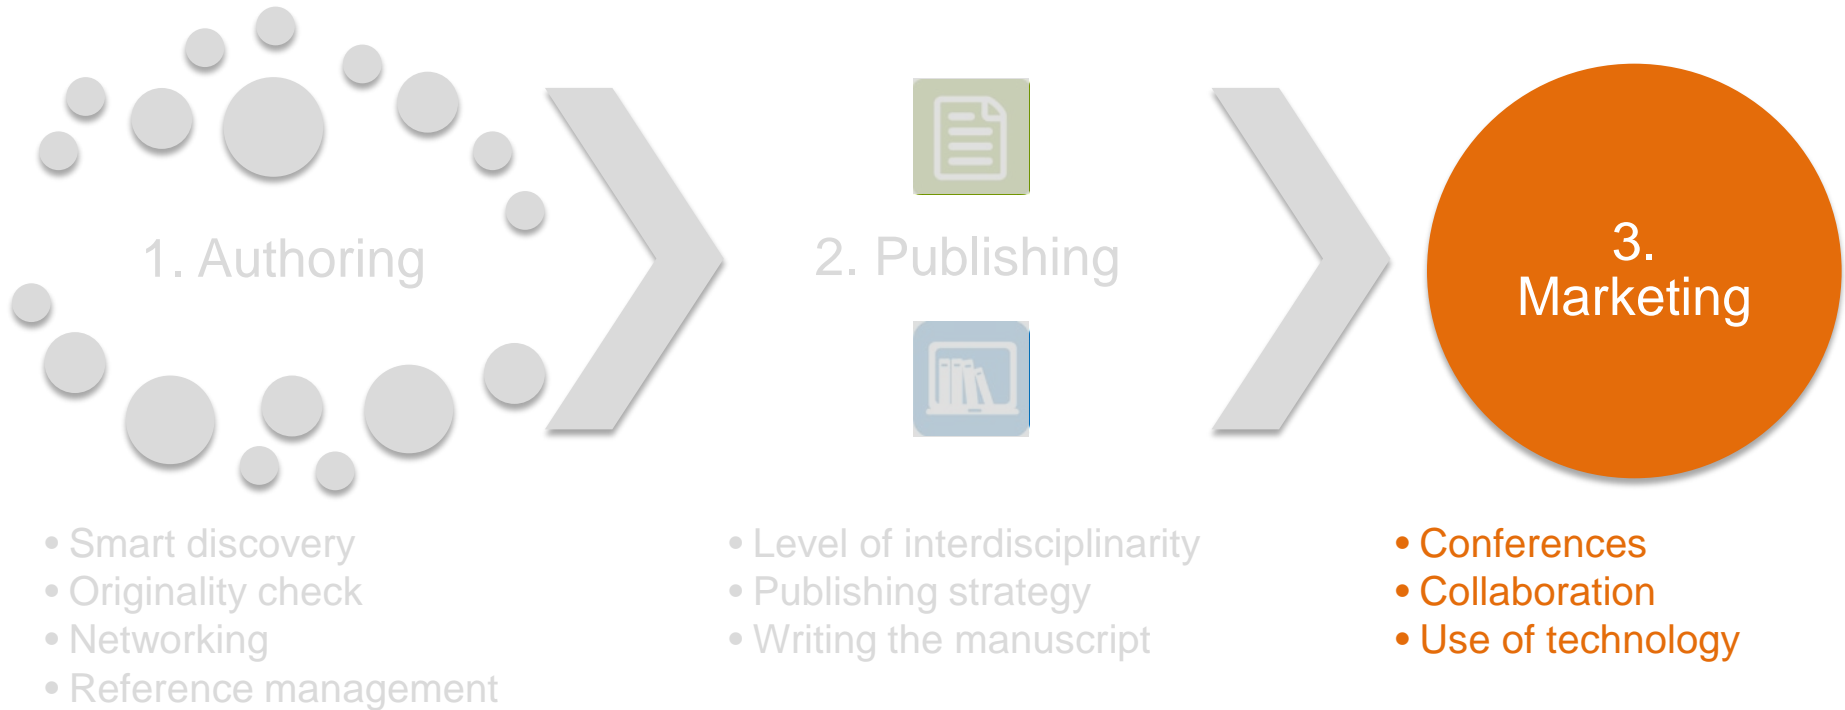 1. Authoring
2. Publishing
3.
Marketing
• Smart discovery
• Originality check
• Networking
• Reference management
• Level of interdisciplinarity
• Publishing strategy
• Writing the manuscript
• Conferences
• Collaboration
• Use of technology